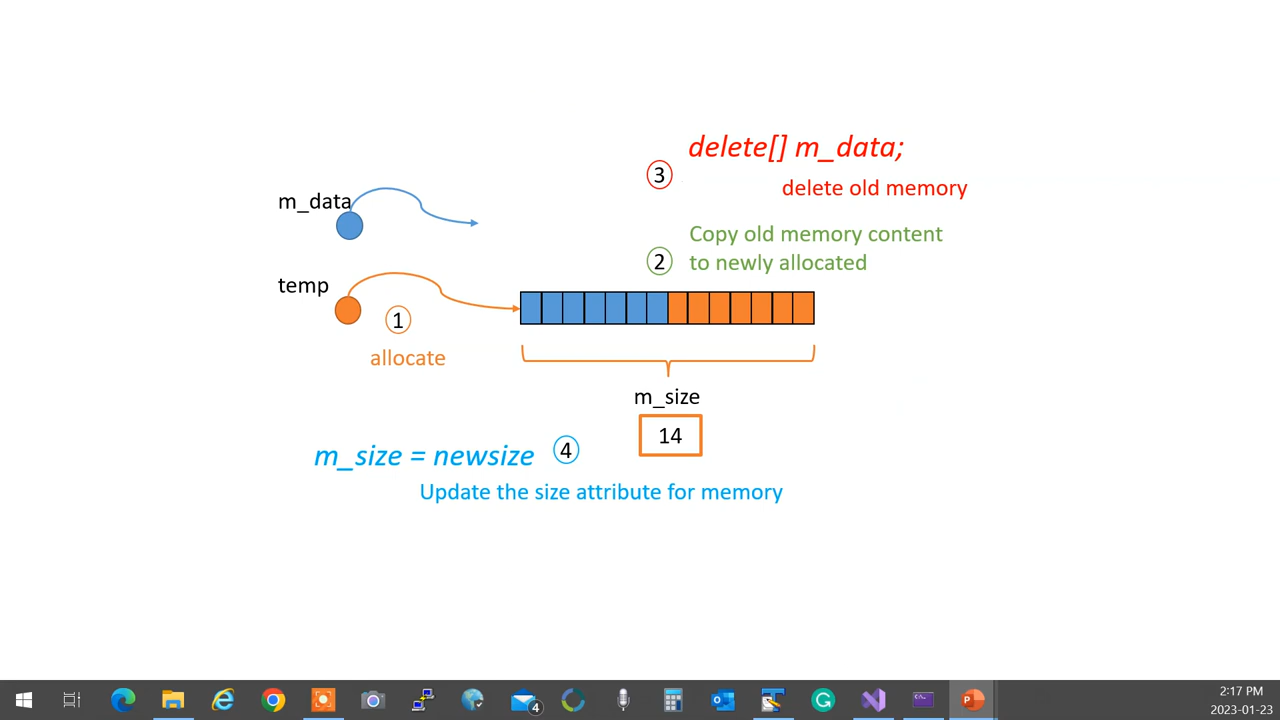 delete[] m_data;
3
delete old memory
m_data
Copy old memory content
2
to newly allocated
temp
1
allocate
m_size
14
m_size = newsize
4
Update the size attribute for memory
4
2:17 PM
2023-01-23